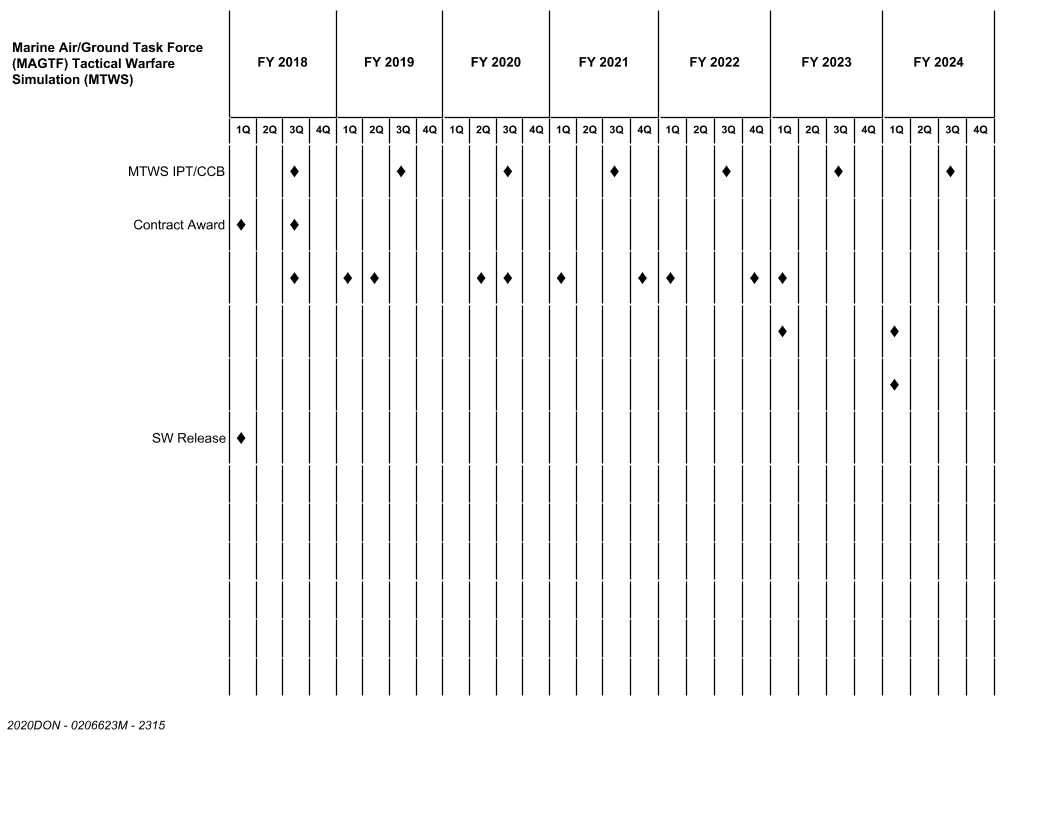 Marine Air/Ground Task Force
(MAGTF) Tactical Warfare
Simulation (MTWS)
FY 2018 FY 2019 FY 2020 FY 2021 FY 2022 FY 2023 FY 2024
1Q 2Q 3Q 4Q 1Q 2Q 3Q 4Q 1Q 2Q 3Q 4Q 1Q 2Q 3Q 4Q 1Q 2Q 3Q 4Q 1Q 2Q 3Q 4Q 1Q 2Q 3Q 4Q
MTWS IPT/CCB
Contract Award
SW Release
2020DON - 0206623M - 2315